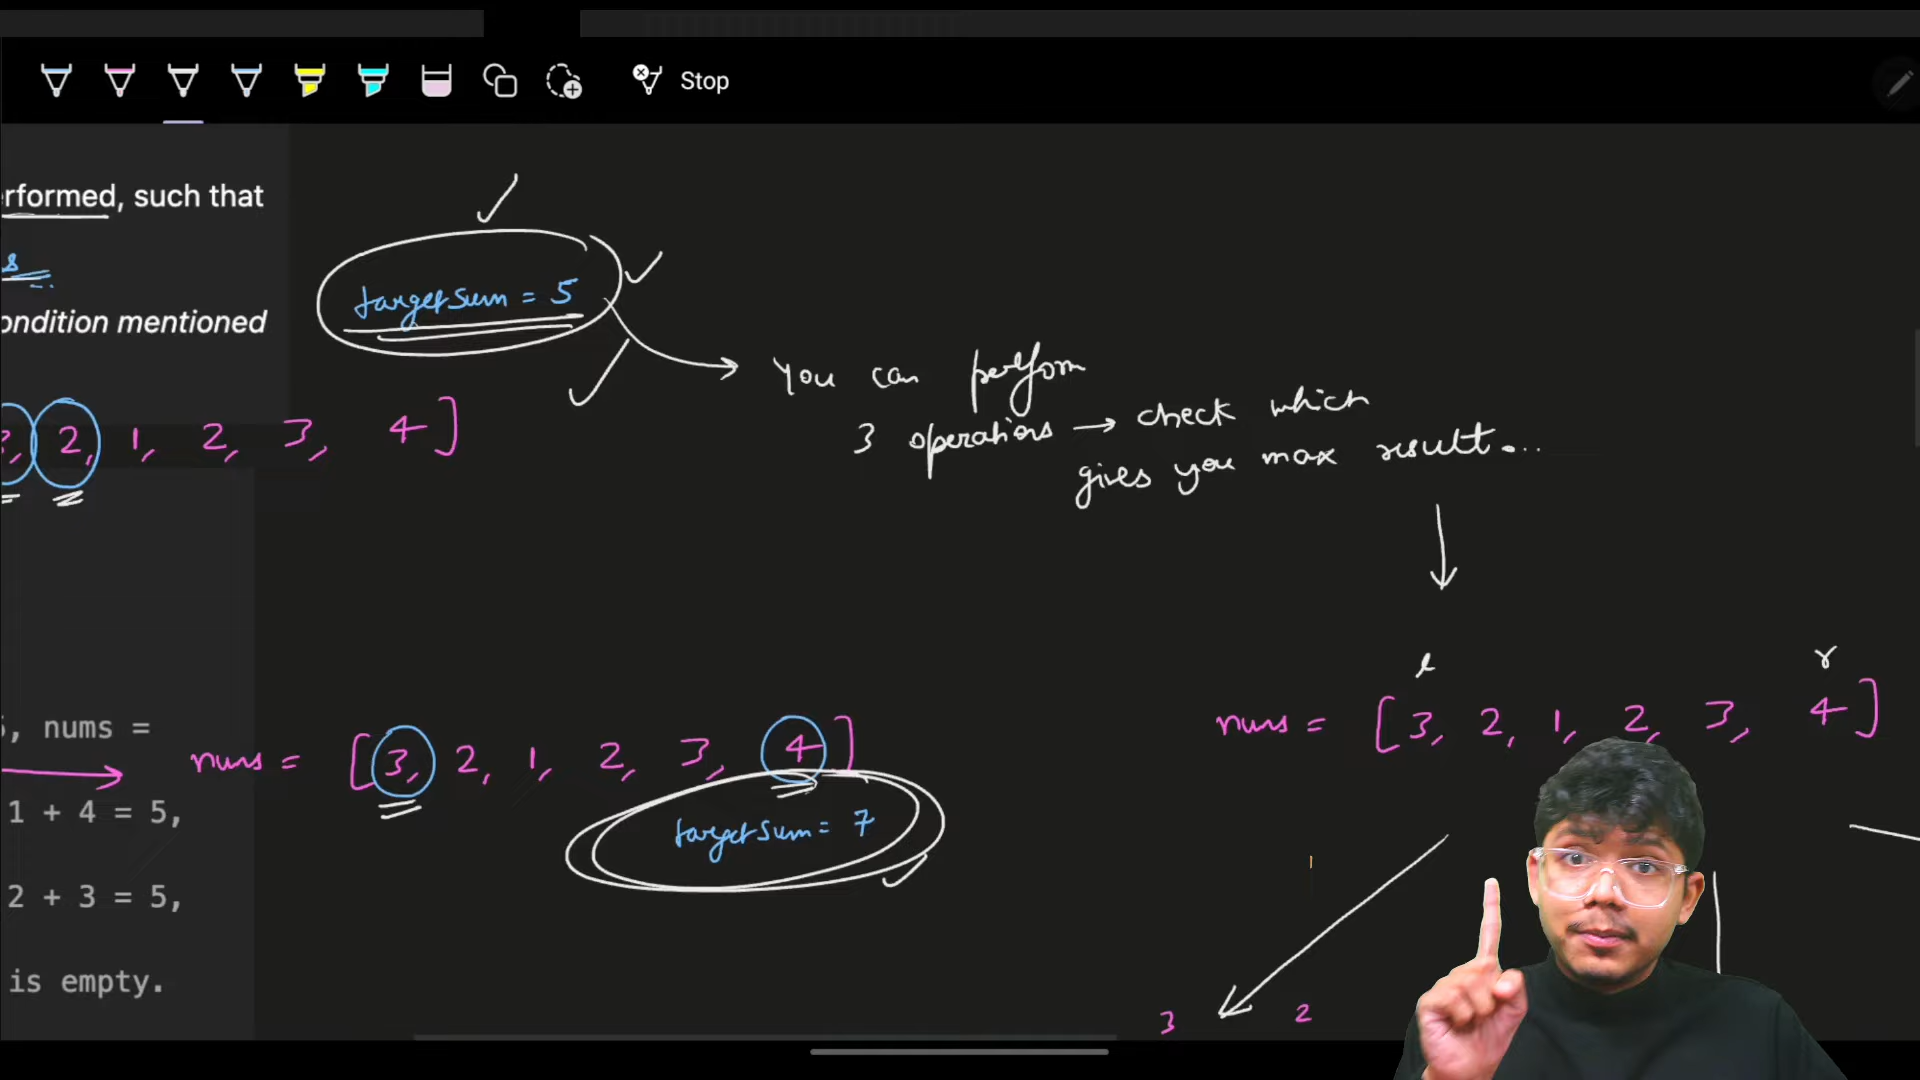 Stop
rformed, such that
s
targetsum = 5
ondition mentioned
You can perform
3 operations → check which
gives you max result...
2, 1, 2, 3, 4]
l r
nums = [3, 2, 1, 2, 3, 4]
, nums =
nums = [3, 2, 1, 2, 3, 4]
1 + 4 = 5,
targetsum = 7
2 + 3 = 5,
is empty.
3 2